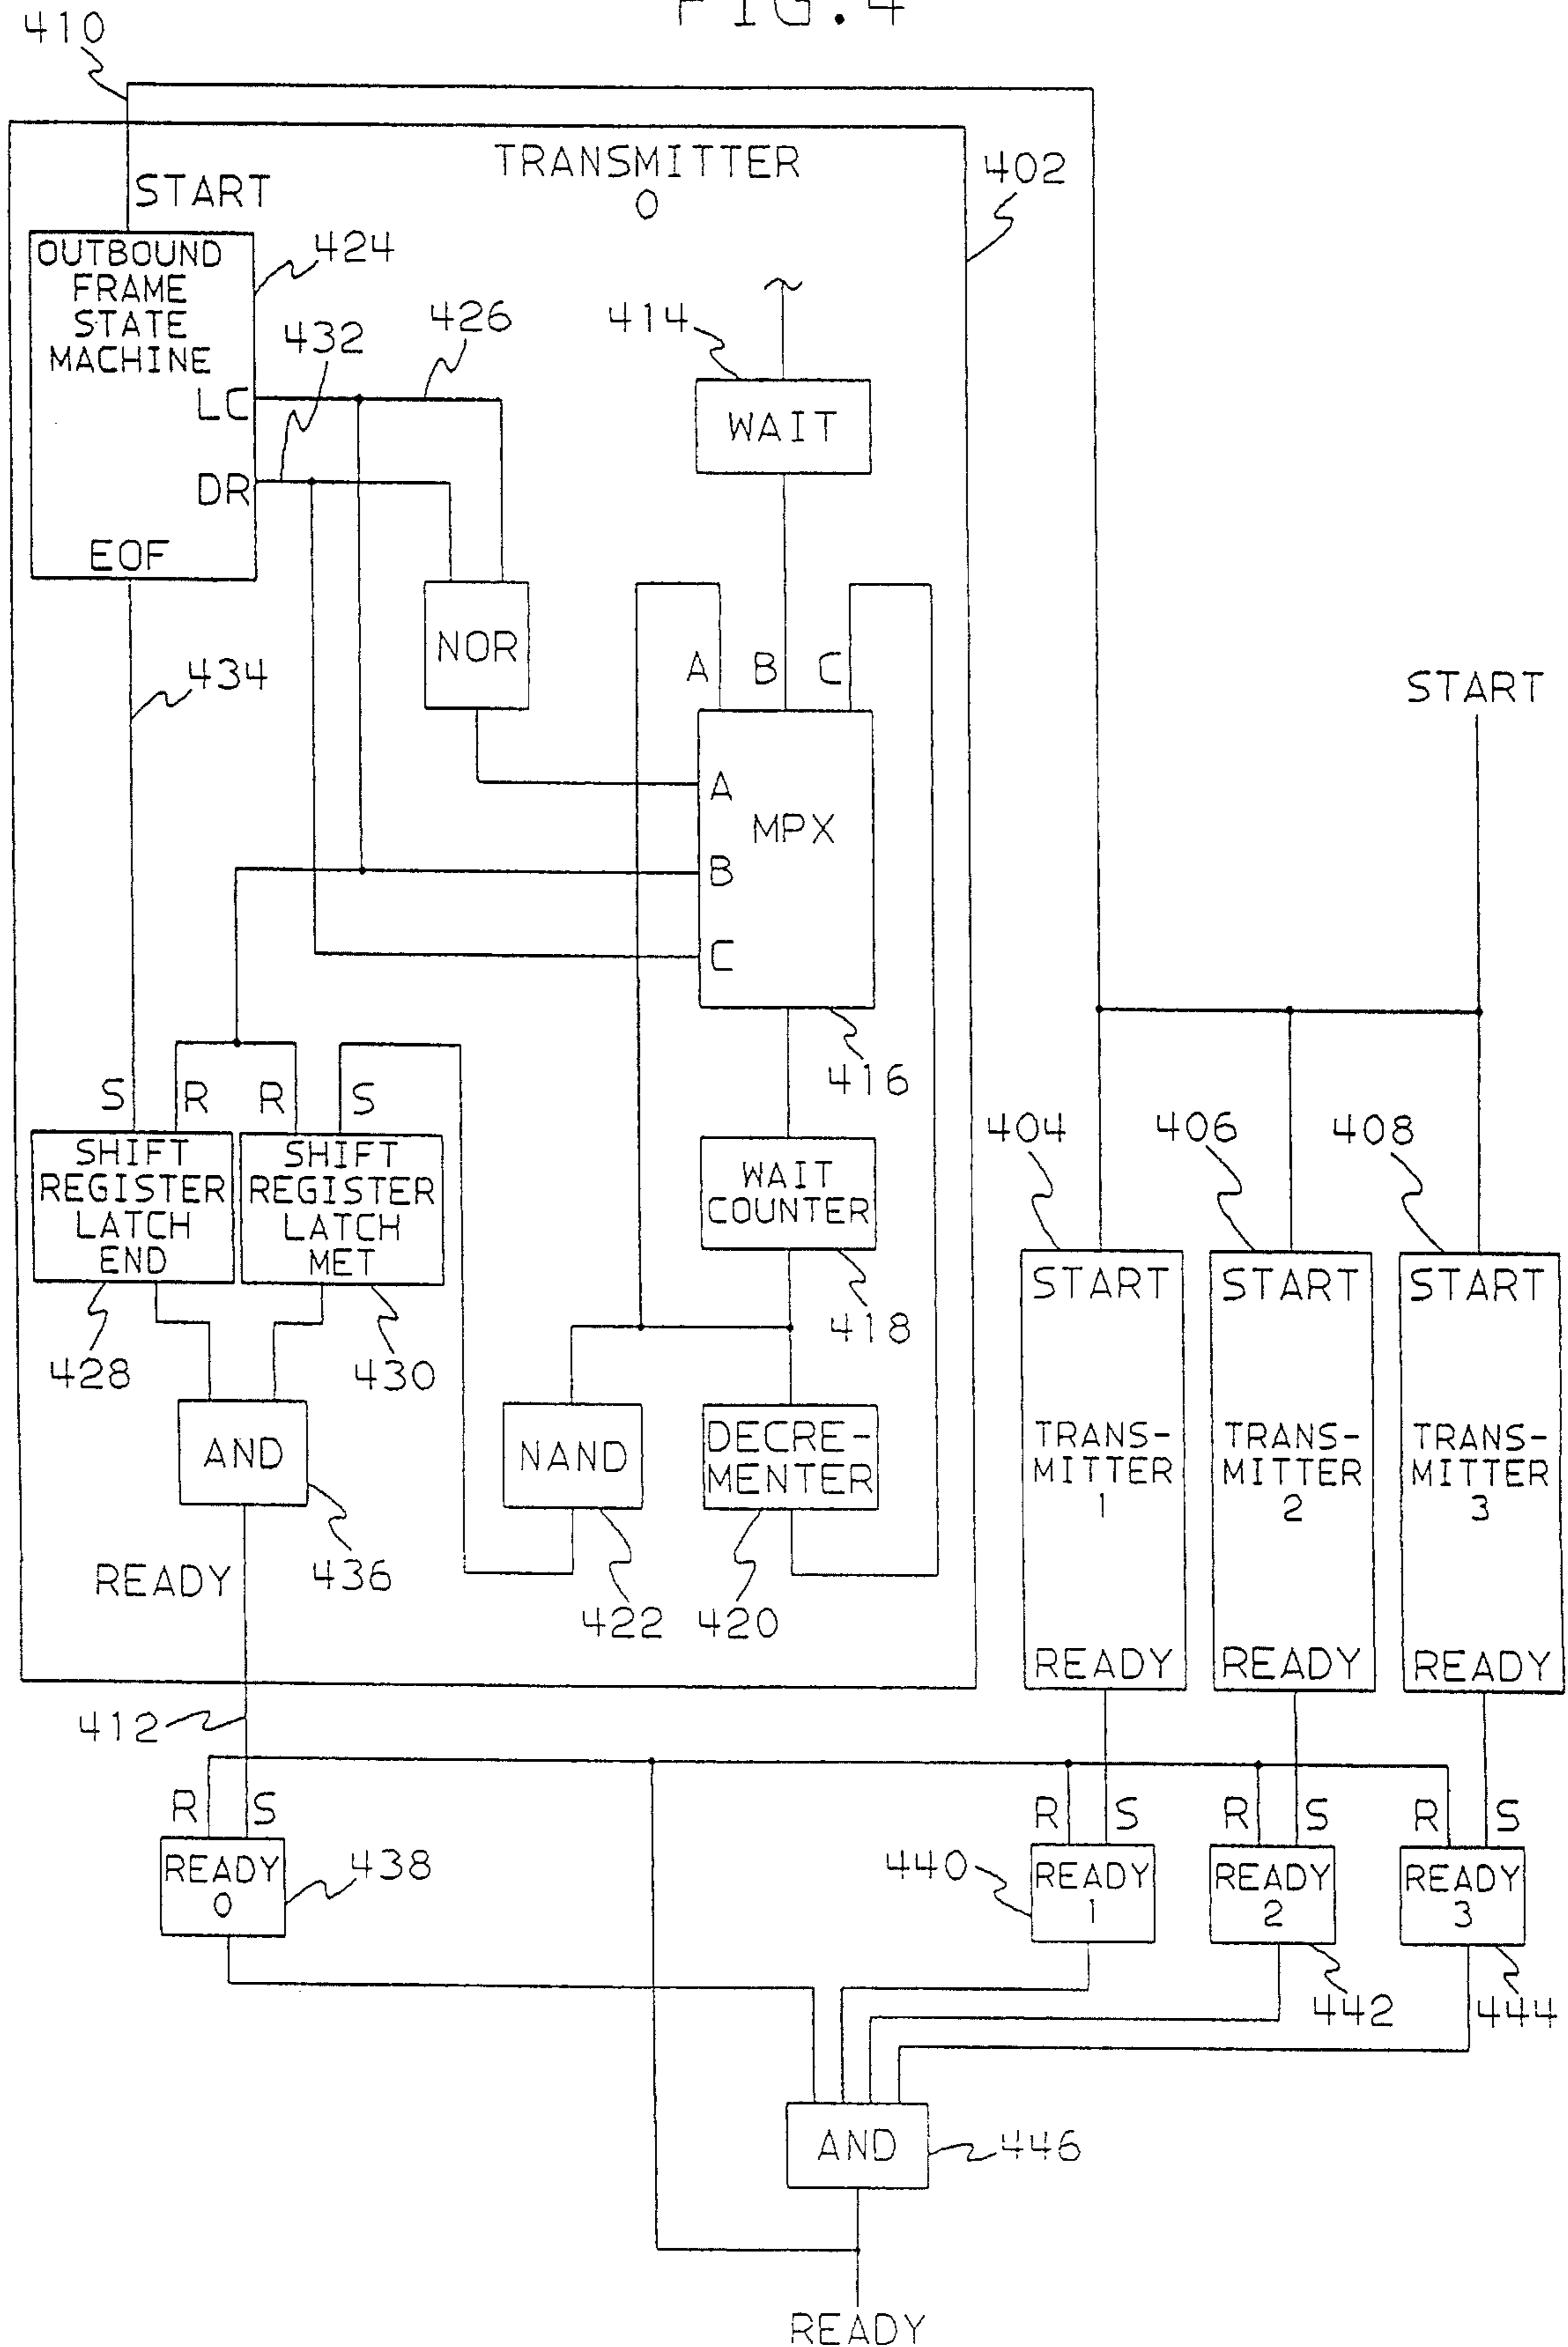 FIG.4
410
TRANSMITTER
0
402
START
OUTBOUND
FRAME
STATE
MACHINE
424
LC
DR
EOF
432
426
414
WAIT
NOR
434
A B C
START
A
MPX
B
C
416
S R R S
SHIFT
REGISTER
LATCH
END
SHIFT
REGISTER
LATCH
MET
WAIT
COUNTER
404
406
408
428
430
418
START
START
START
AND
NAND
DECRE-
MENTER
TRANS-
MITTER
1
TRANS-
MITTER
2
TRANS-
MITTER
3
READY
436
422
420
READY
READY
READY
412
R S
R S
R S
R S
READY
0
438
440
READY
1
READY
2
READY
3
442
444
AND
446
READY